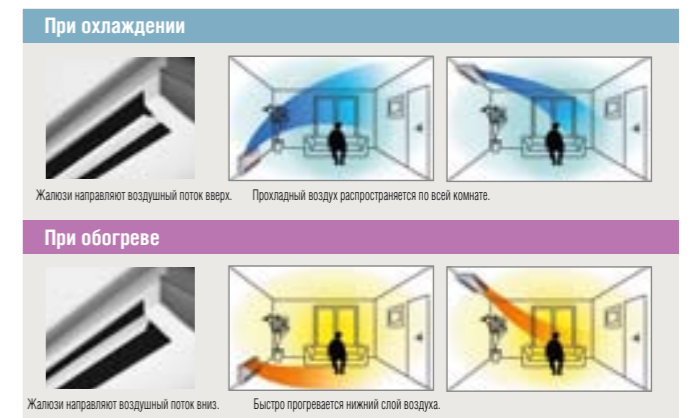 При охлаждении
Жалюзи направляют воздушный поток вверх. Прохладный воздух распространяется по всей комнате.
При обогреве
Жалюзи направляют воздушный поток вниз. Быстро прогревается нижний слой воздуха.